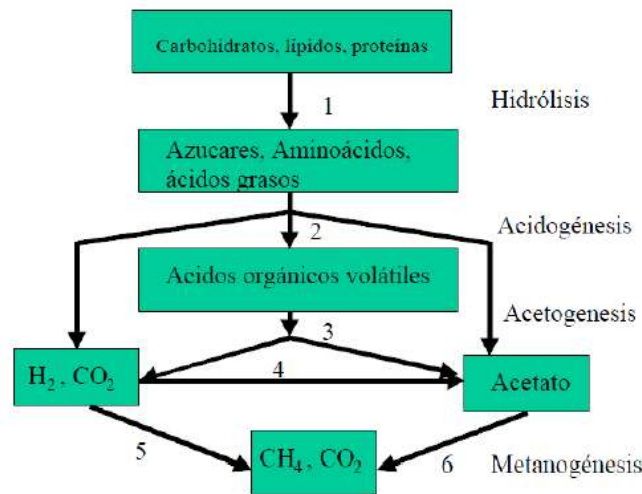 Carbohidratos, lípidos, proteínas
1
Hidrólisis
Azucares, Aminoácidos,
ácidos grasos
2
Acidogénesis
Acidos orgánicos volátiles
3
Acetogenesis
H₂ , CO₂
4
Acetato
5
CH₄ , CO₂
6
Metanogénesis